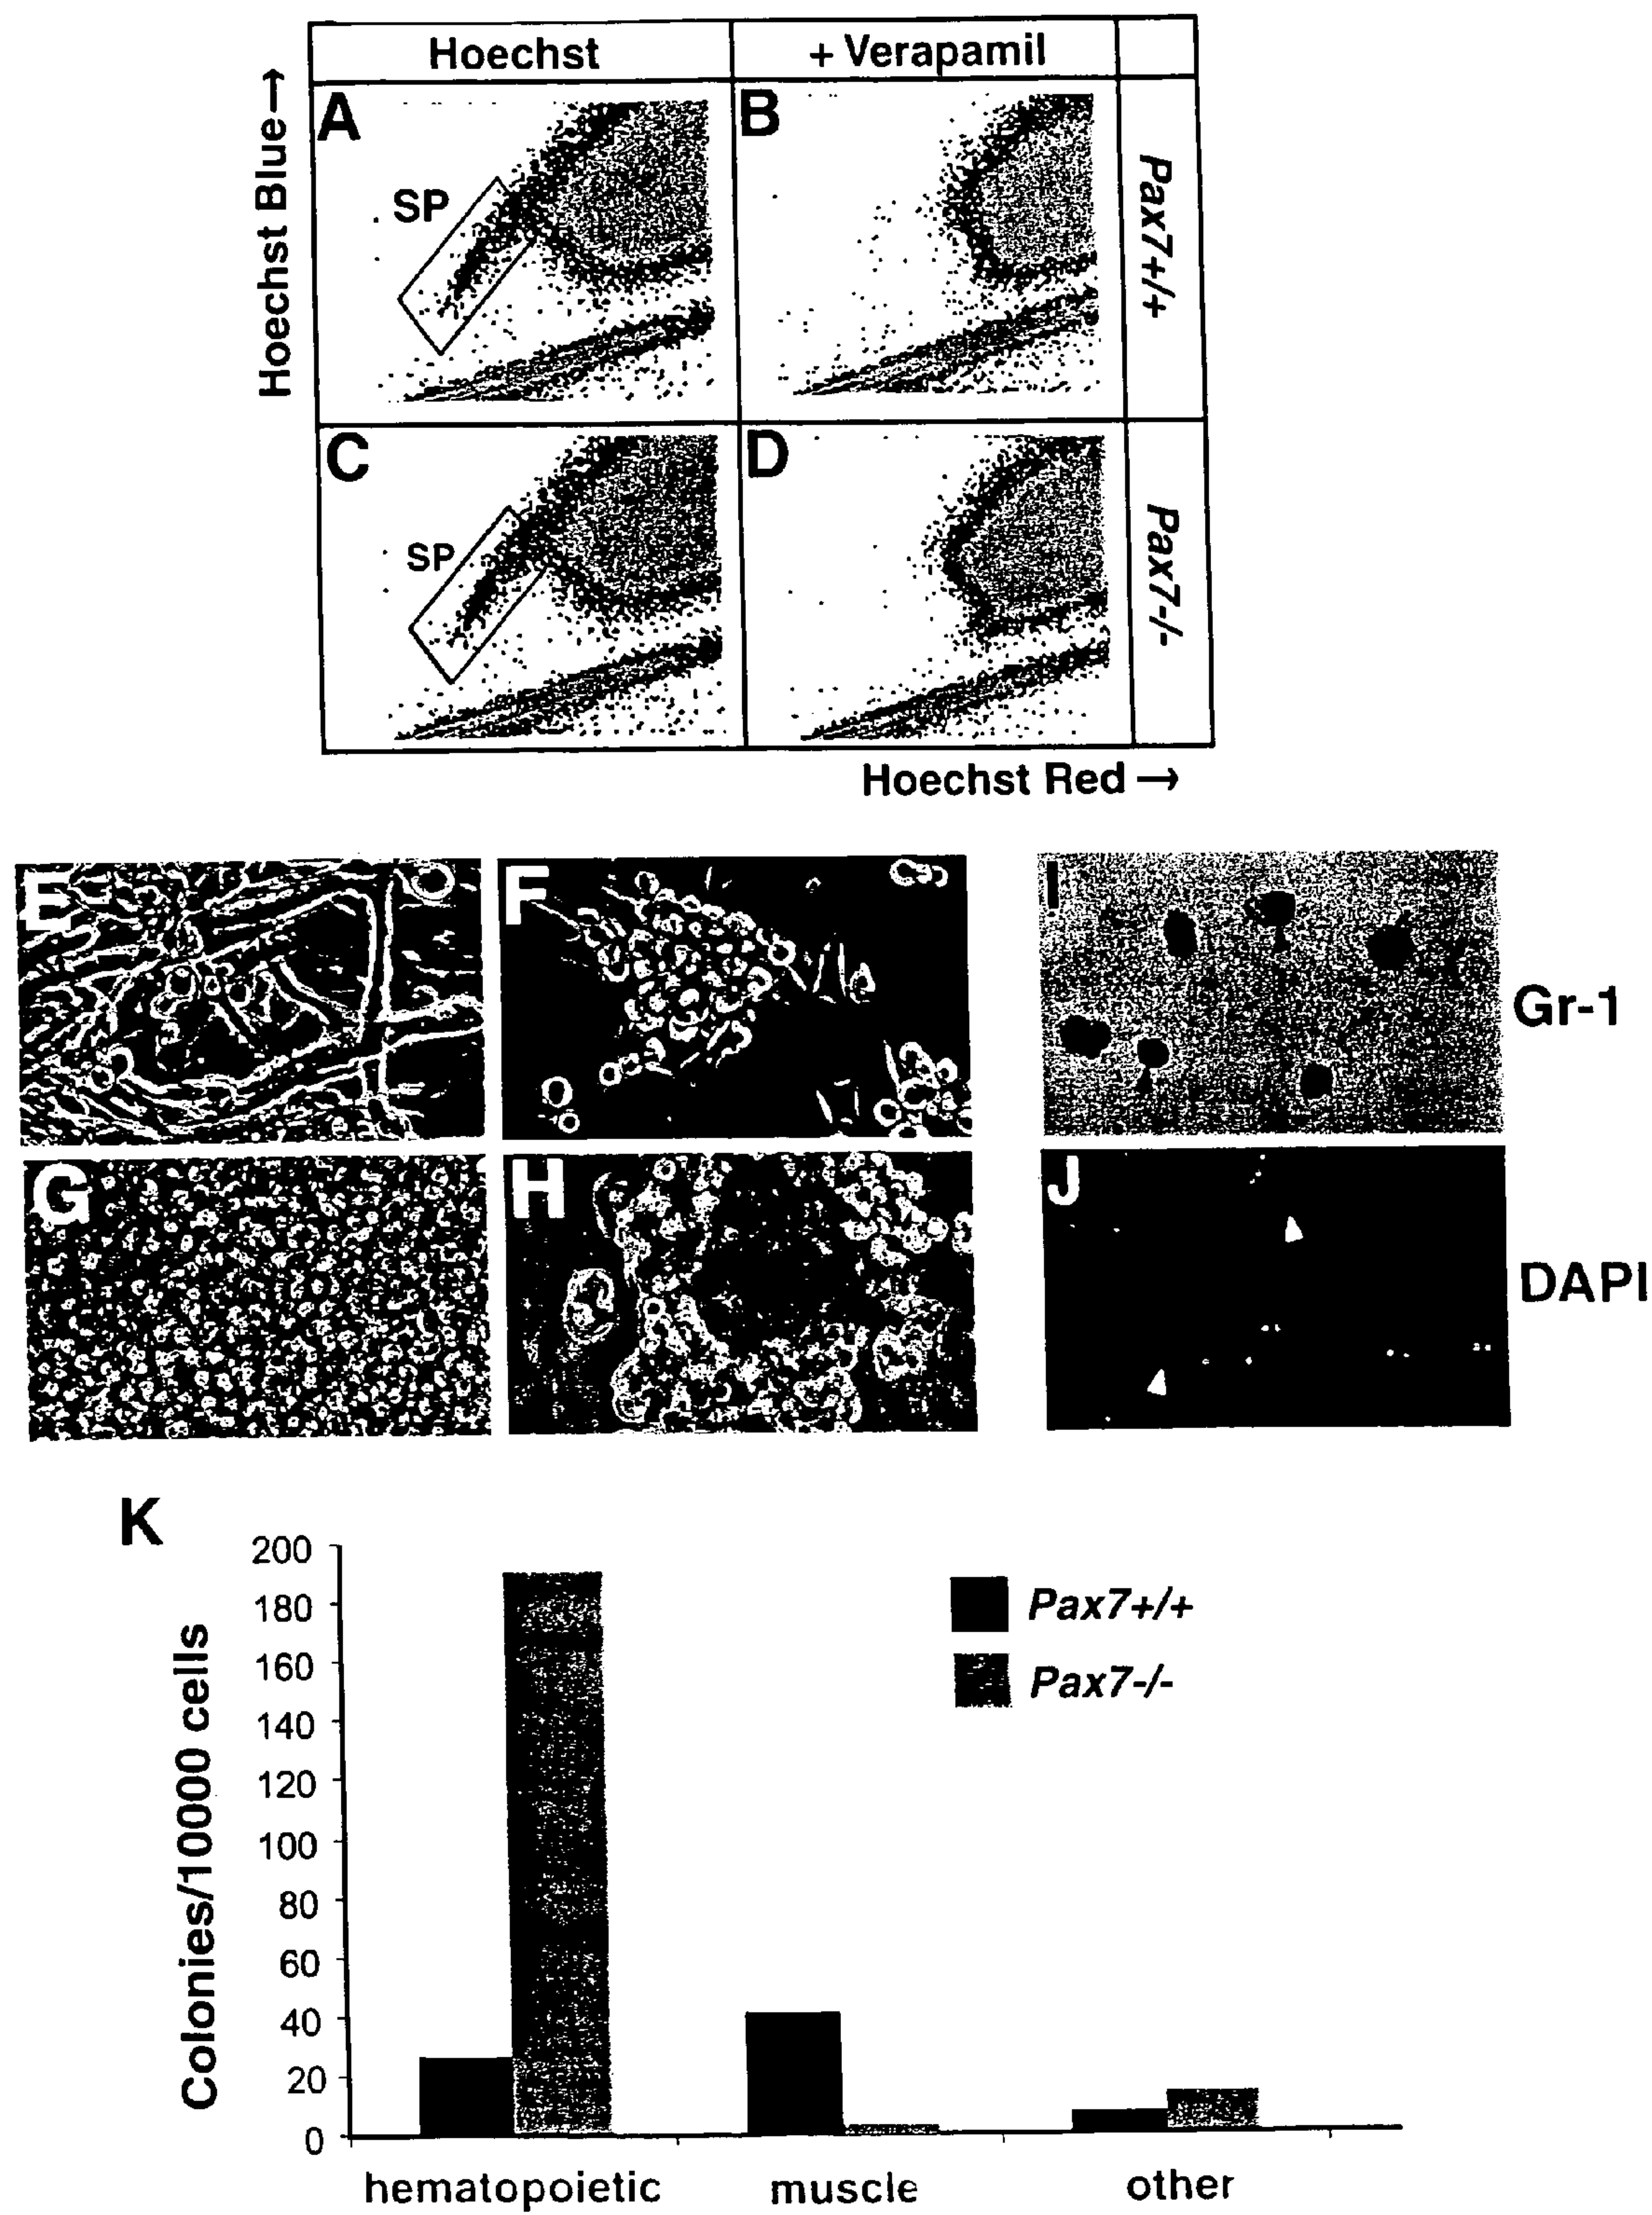 Hoechst
+ Verapamil
Hoechst Blue→
A
B
SP
Pax7+/+
C
D
SP
Pax7-/-
Hoechst Red →
E
F
I
Gr-1
G
H
J
DAPI
K
Colonies/10000 cells
200
180
160
140
120
100
80
60
40
20
0
Pax7+/+
Pax7-/-
hematopoietic
muscle
other